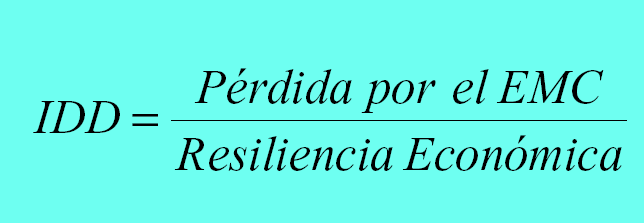 Pérdida por el EMC
IDD =
Resiliencia Económica